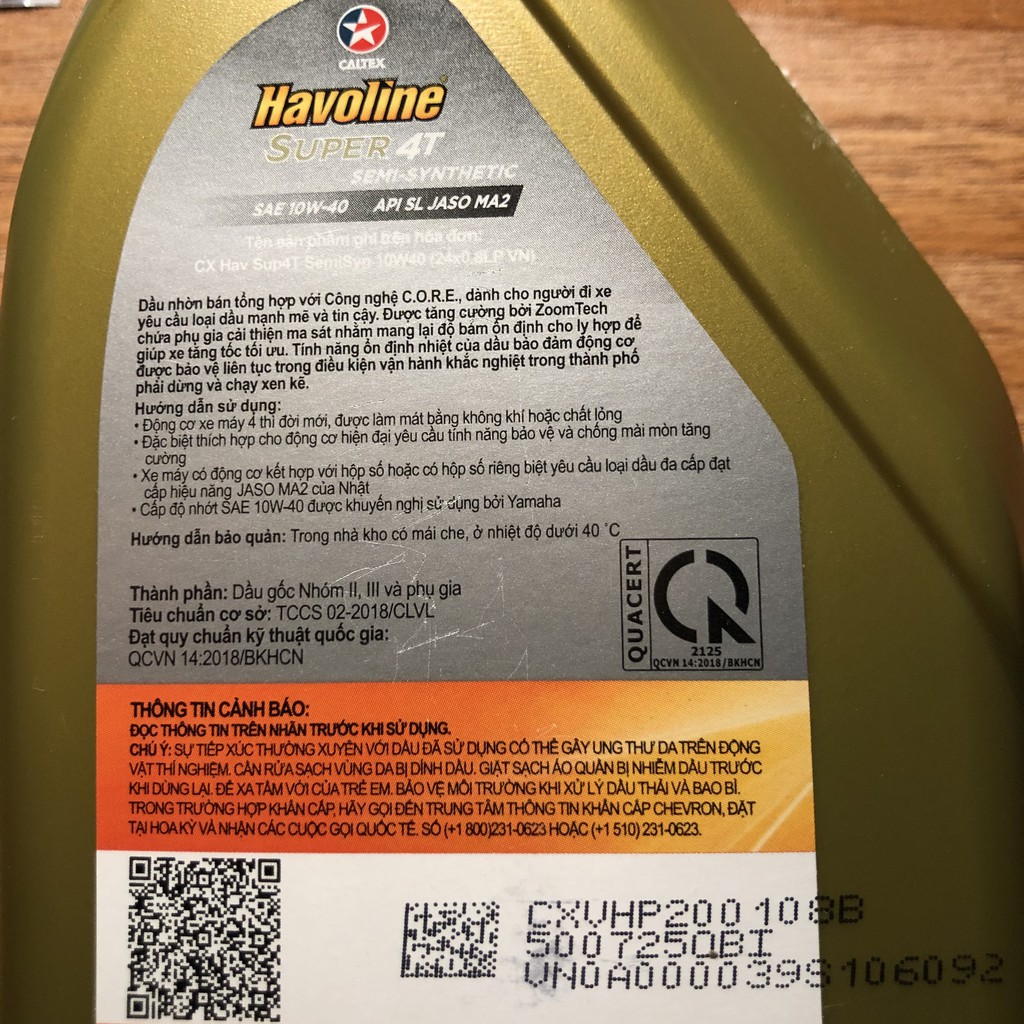 CALTEX
Havoline®
SUPER 4T
SEMI-SYNTHETIC
SAE 10W-40 API SL JASO MA2
Tên sản phẩm ghi trên hóa đơn:
CX Hav Sup4T SemiSyn 10W40 (24x0.8LP VN)
Dầu nhờn bán tổng hợp với Công nghệ C.O.R.E., dành cho người đi xe
yêu cầu loại dầu mạnh mẽ và tin cậy. Được tăng cường bởi ZoomTech
chứa phụ gia cải thiện ma sát nhằm mang lại độ bám ổn định cho ly hợp để
giúp xe tăng tốc tối ưu. Tính năng ổn định nhiệt của dầu bảo đảm động cơ
được bảo vệ liên tục trong điều kiện vận hành khắc nghiệt trong thành phố
phải dừng và chạy xen kẽ.
Hướng dẫn sử dụng:
• Động cơ xe máy 4 thì đời mới, được làm mát bằng không khí hoặc chất lỏng
• Đặc biệt thích hợp cho động cơ hiện đại yêu cầu tính năng bảo vệ và chống mài mòn tăng
cường
• Xe máy có động cơ kết hợp với hộp số hoặc có hộp số riêng biệt yêu cầu loại dầu đa cấp đạt
cấp hiệu năng JASO MA2 của Nhật
• Cấp độ nhớt SAE 10W-40 được khuyến nghị sử dụng bởi Yamaha
Hướng dẫn bảo quản: Trong nhà kho có mái che, ở nhiệt độ dưới 40 °C
Thành phần: Dầu gốc Nhóm II, III và phụ gia
Tiêu chuẩn cơ sở: TCCS 02-2018/CLVL
Đạt quy chuẩn kỹ thuật quốc gia:
QCVN 14:2018/BKHCN
QUACERT
2125
QCVN 14:2018/BKHCN
THÔNG TIN CẢNH BÁO:
ĐỌC THÔNG TIN TRÊN NHÃN TRƯỚC KHI SỬ DỤNG.
CHÚ Ý: SỰ TIẾP XÚC THƯỜNG XUYÊN VỚI DẦU ĐÃ SỬ DỤNG CÓ THỂ GÂY UNG THƯ DA TRÊN ĐỘNG
VẬT THÍ NGHIỆM. CẦN RỬA SẠCH VÙNG DA BỊ DÍNH DẦU. GIẶT SẠCH ÁO QUẦN BỊ NHIỄM DẦU TRƯỚC
KHI DÙNG LẠI. ĐỂ XA TẦM VỚI CỦA TRẺ EM. BẢO VỆ MÔI TRƯỜNG KHI XỬ LÝ DẦU THẢI VÀ BAO BÌ.
TRONG TRƯỜNG HỢP KHẨN CẤP, HÃY GỌI ĐẾN TRUNG TÂM THÔNG TIN KHẨN CẤP CHEVRON, ĐẶT
TẠI HOA KỲ VÀ NHẬN CÁC CUỘC GỌI QUỐC TẾ. SỐ (+1 800)231-0623 HOẶC (+1 510) 231-0623.
CXVHP200108B
500725QBI
VN0A000039S106092